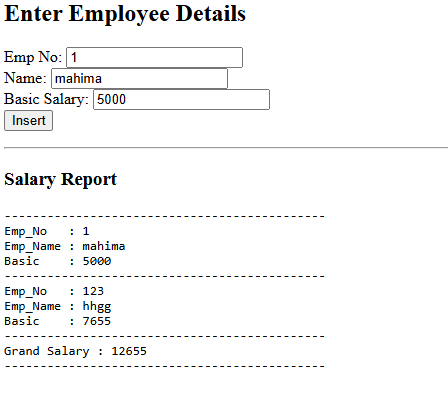 Enter Employee Details
Emp No: 1
Name: mahima
Basic Salary: 5000
Insert
Salary Report
---------------------------------------------
Emp_No   : 1
Emp_Name : mahima
Basic    : 5000
---------------------------------------------
Emp_No   : 123
Emp_Name : hhgg
Basic    : 7655
---------------------------------------------
Grand Salary : 12655
---------------------------------------------